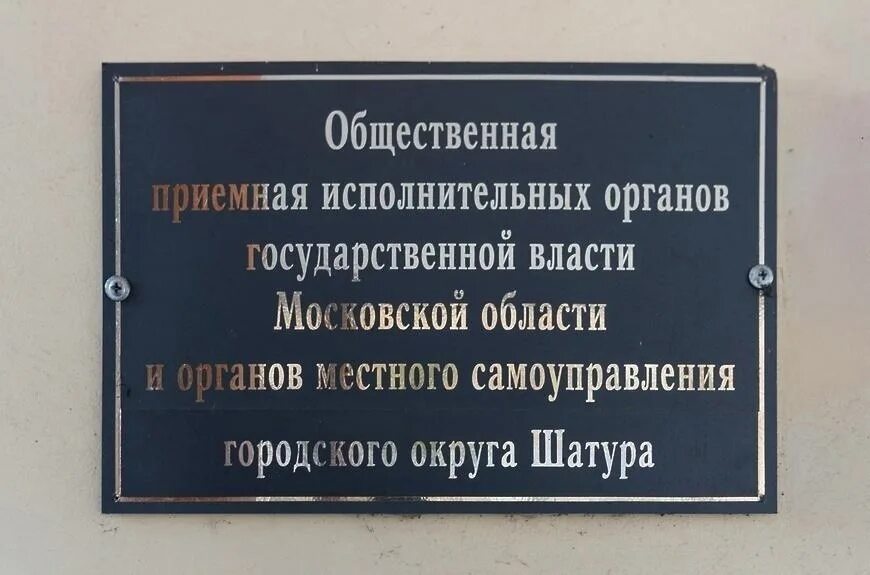 Общественная
приемная исполнительных органов
государственной власти
Московской области
и органов местного самоуправления
городского округа Шатура